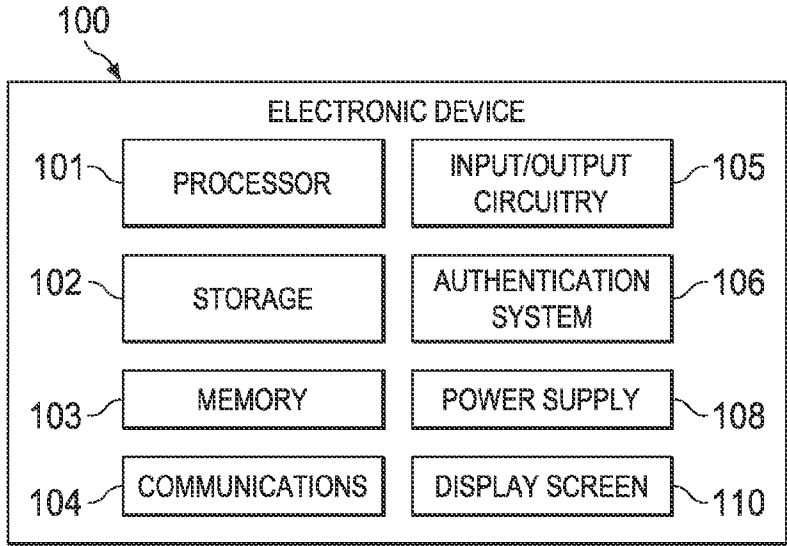 100
ELECTRONIC DEVICE
101 PROCESSOR
INPUT/OUTPUT CIRCUITRY 105
102 STORAGE
AUTHENTICATION SYSTEM 106
103 MEMORY
POWER SUPPLY 108
104 COMMUNICATIONS
DISPLAY SCREEN 110